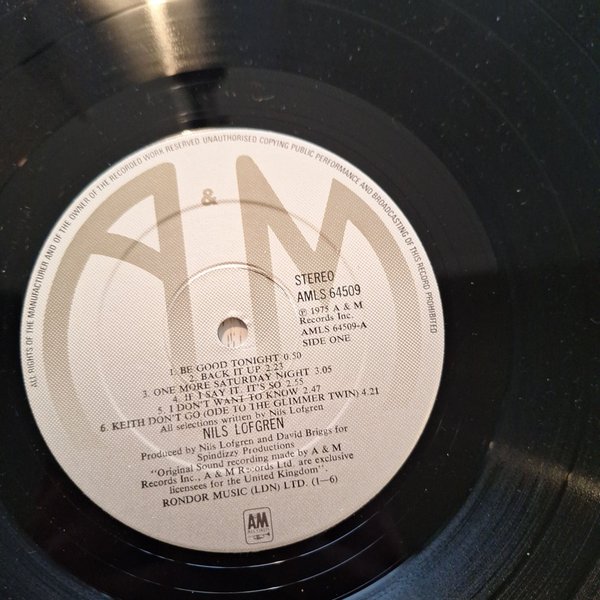 ALL RIGHTS OF THE MANUFACTURER AND OF THE OWNER OF THE RECORDED WORK RESERVED UNAUTHORISED COPYING PUBLIC PERFORMANCE AND BROADCASTING OF THIS RECORD PROHIBITED
A & M
STEREO
AMLS 64509
℗ 1975 A & M
Records Inc.
AMLS 64509-A
SIDE ONE
1. BE GOOD TONIGHT 0.50
2. BACK IT UP 2.23
3. ONE MORE SATURDAY NIGHT 3.05
4. IF I SAY IT, IT'S SO 2.55
5. I DON'T WANT TO KNOW 2.47
6. KEITH DON'T GO (ODE TO THE GLIMMER TWIN) 4.21
All selections written by Nils Lofgren
NILS LOFGREN
Produced by Nils Lofgren and David Briggs for
Spindizzy Productions
"Original Sound recording made by A & M
Records Inc., A & M Records Ltd. are exclusive
licensees for the United Kingdom".
RONDOR MUSIC (LDN) LTD. (1–6)
AM
RECORDS